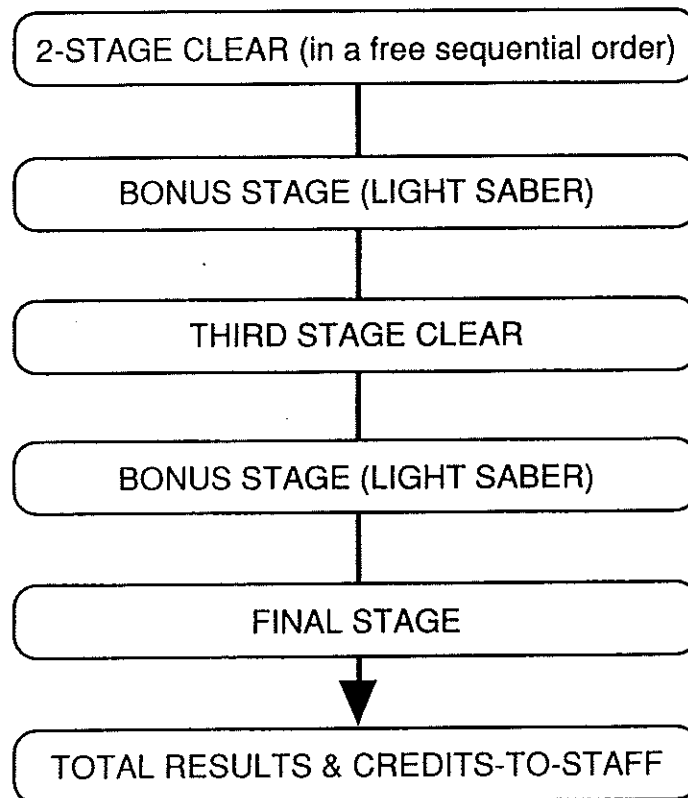 2-STAGE CLEAR (in a free sequential order)
BONUS STAGE (LIGHT SABER)
THIRD STAGE CLEAR
BONUS STAGE (LIGHT SABER)
FINAL STAGE
TOTAL RESULTS & CREDITS-TO-STAFF